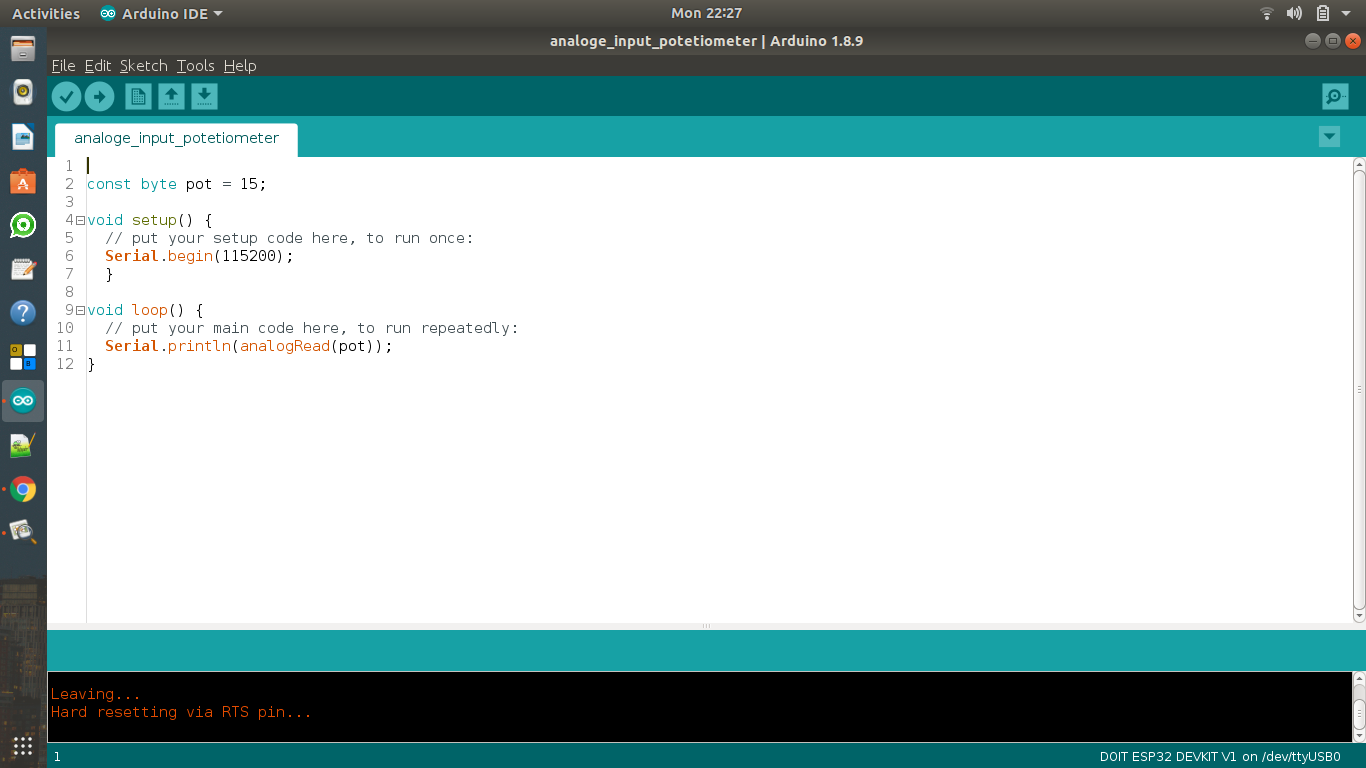 Activities Arduino IDE Mon 22:27
analoge_input_potetiometer | Arduino 1.8.9
File Edit Sketch Tools Help
analoge_input_potetiometer
1
2 const byte pot = 15;
3
4 void setup() {
5 // put your setup code here, to run once:
6 Serial.begin(115200);
7 }
8
9 void loop() {
10 // put your main code here, to run repeatedly:
11 Serial.println(analogRead(pot));
12 }
Leaving...
Hard resetting via RTS pin...
1 DOIT ESP32 DEVKIT V1 on /dev/ttyUSB0